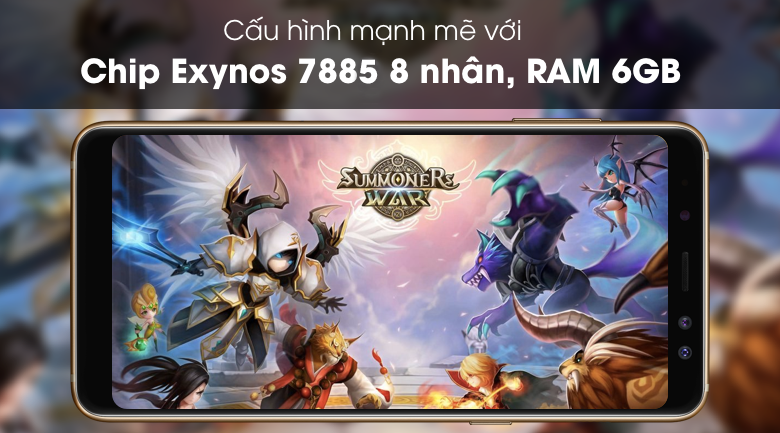 Cấu hình mạnh mẽ với
Chip Exynos 7885 8 nhân, RAM 6GB
SUMMONERS
WAR